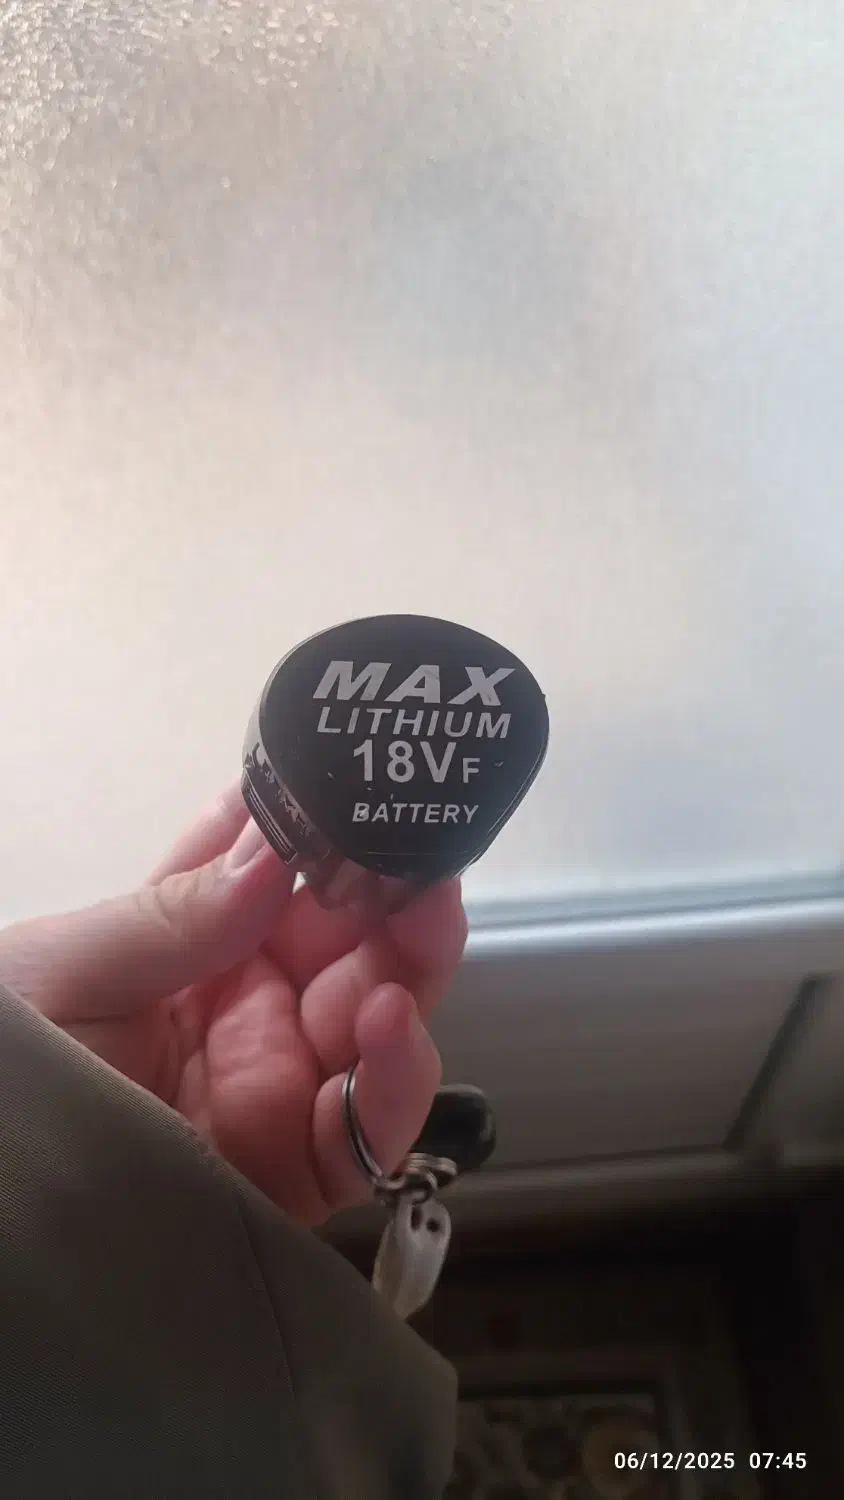 MAX
LITHIUM
18VF
BATTERY
06/12/2025 07:45